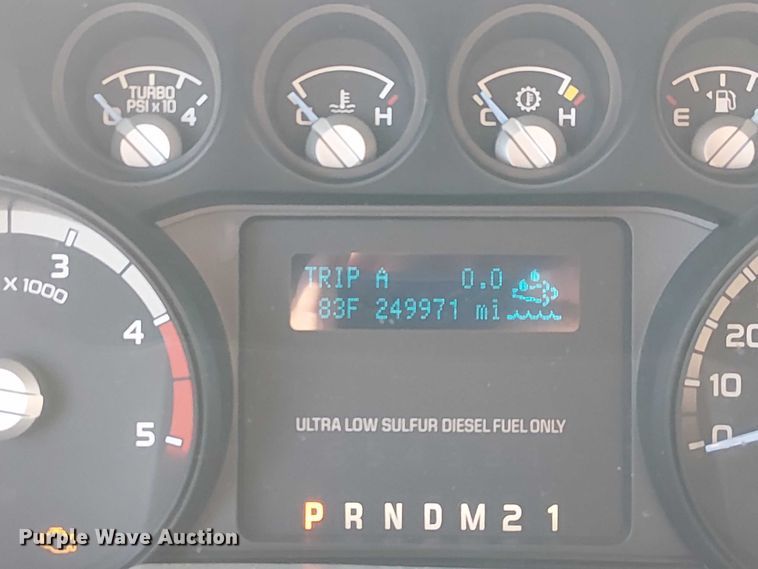 TURBO
PSI x 10
0 4
C H
C H
E
3
X 1000
4
5
TRIP A 0.0
83F 249971 mi
ULTRA LOW SULFUR DIESEL FUEL ONLY
P R N D M 2 1
20
10
0
Purple Wave Auction